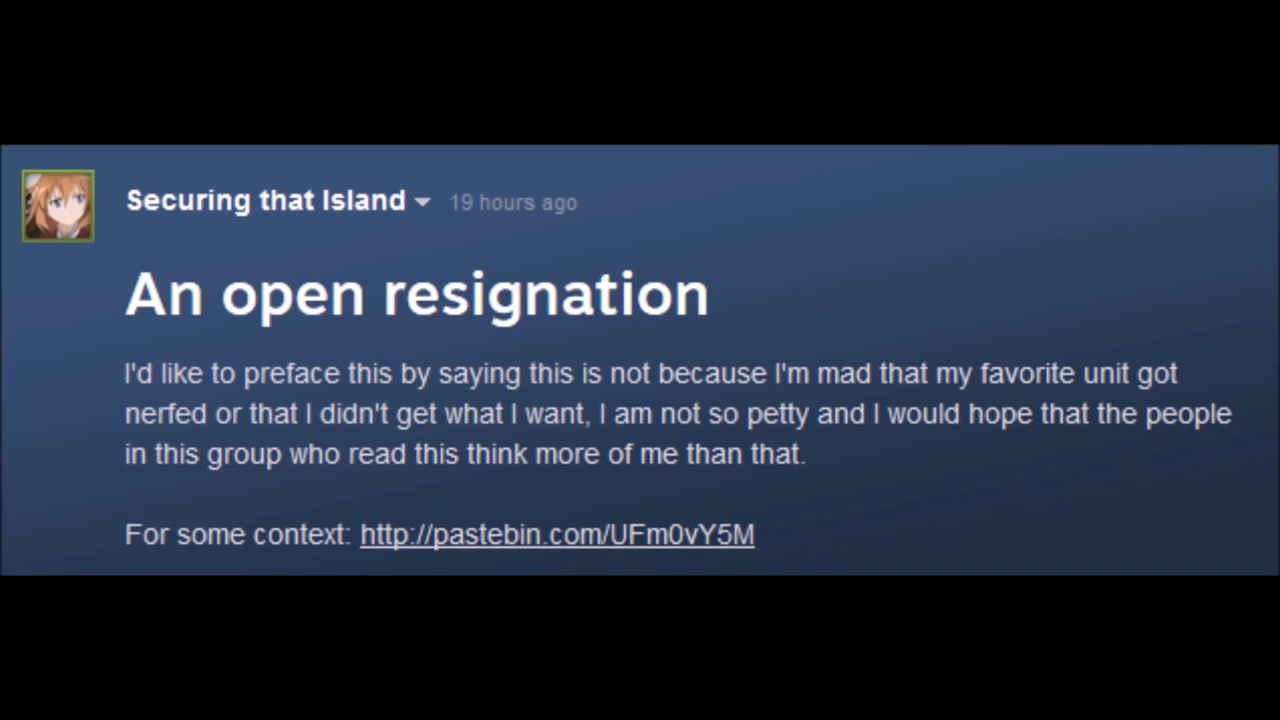 Securing that Island 19 hours ago
An open resignation
I'd like to preface this by saying this is not because I'm mad that my favorite unit got
nerfed or that I didn't get what I want, I am not so petty and I would hope that the people
in this group who read this think more of me than that.
For some context: http://pastebin.com/UFm0vY5M